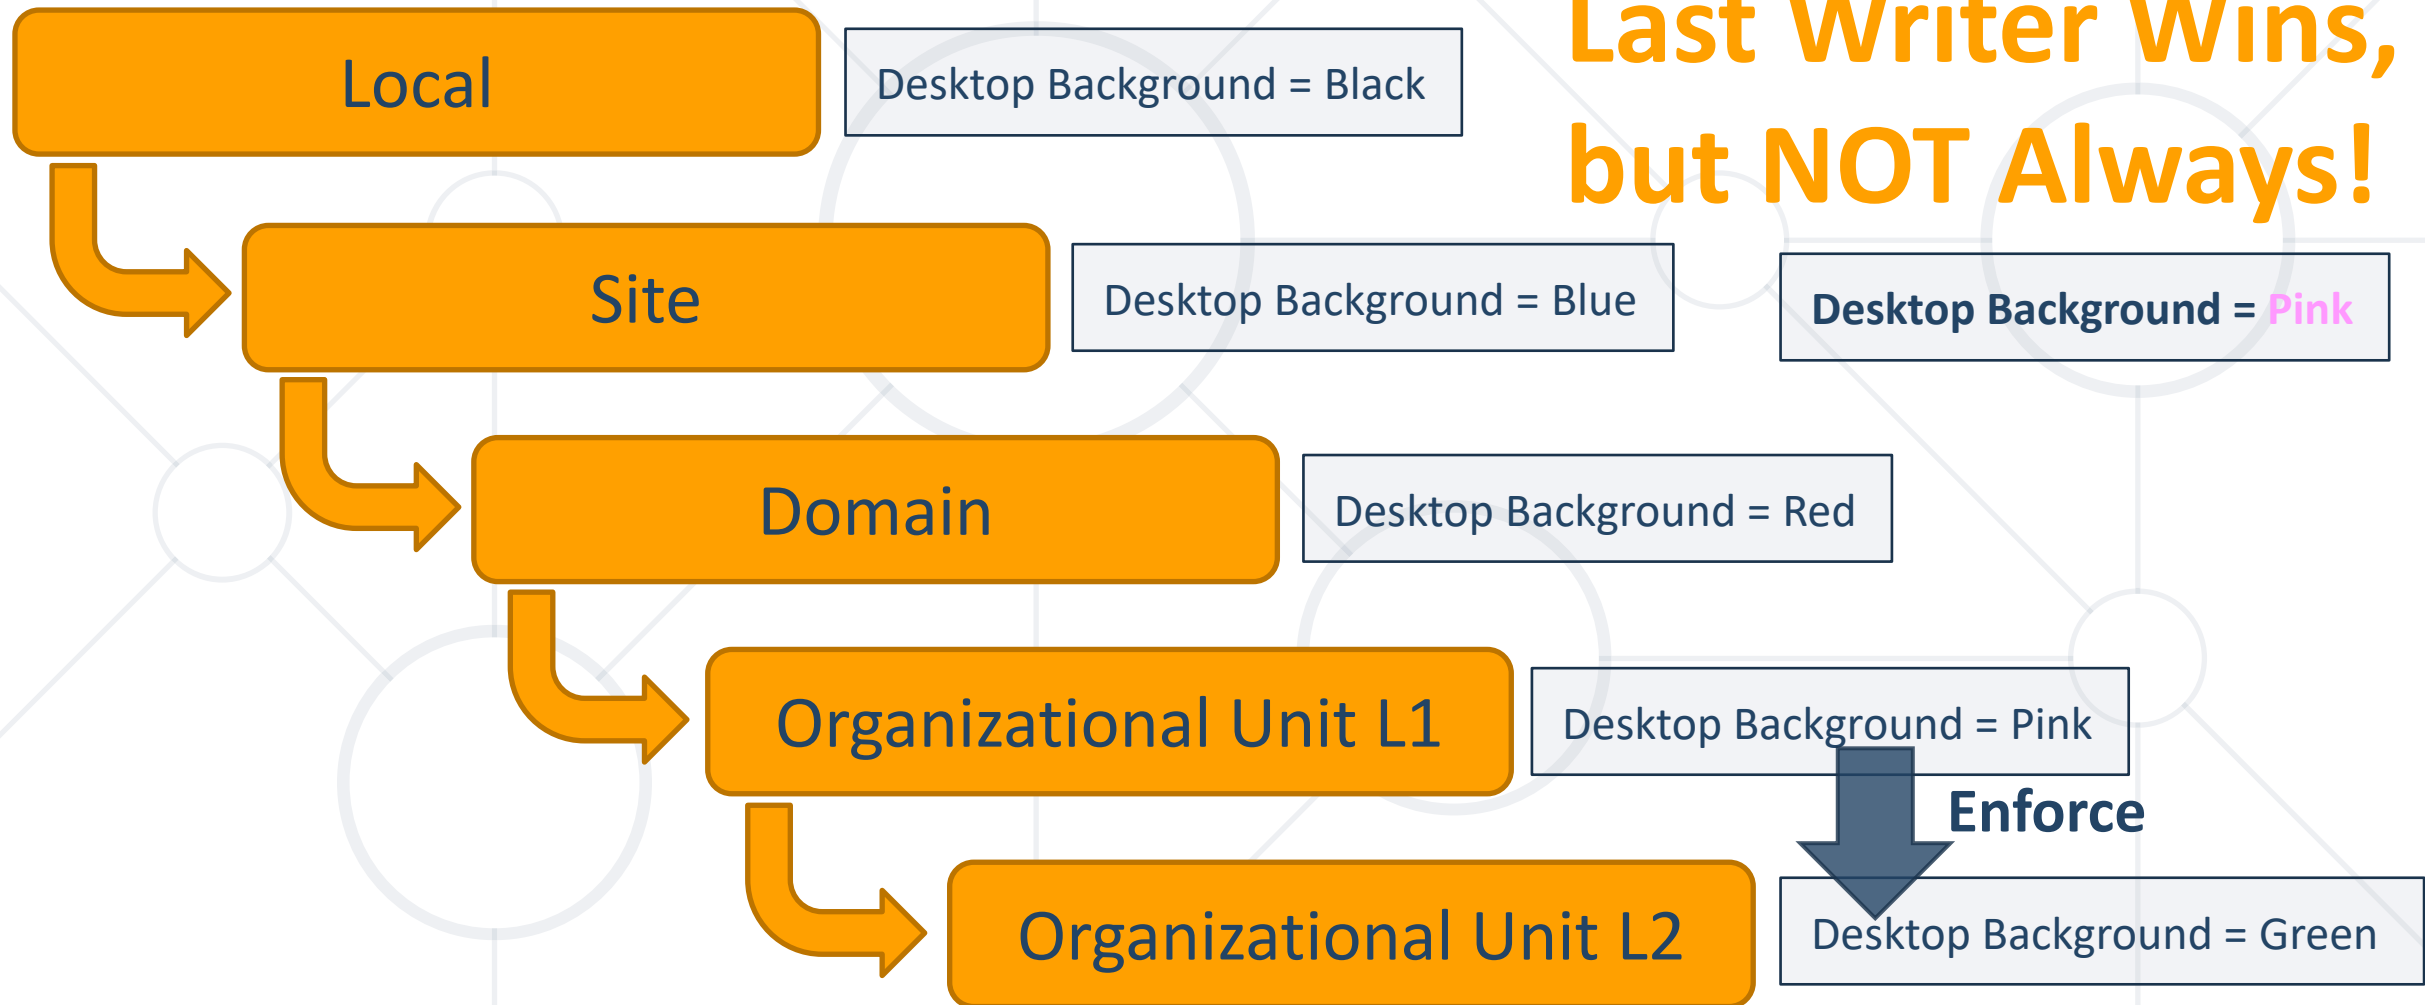 Last Writer Wins,
but NOT Always!
Local
Desktop Background = Black
Site
Desktop Background = Blue
Desktop Background = Pink
Domain
Desktop Background = Red
Organizational Unit L1
Desktop Background = Pink
Enforce
Organizational Unit L2
Desktop Background = Green